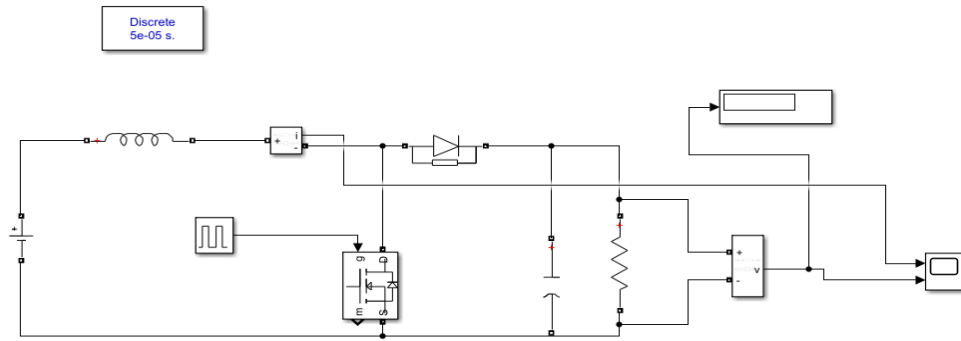 Discrete
5e-05 s.
+
i
-
+
g
D
m
S
+
v
-